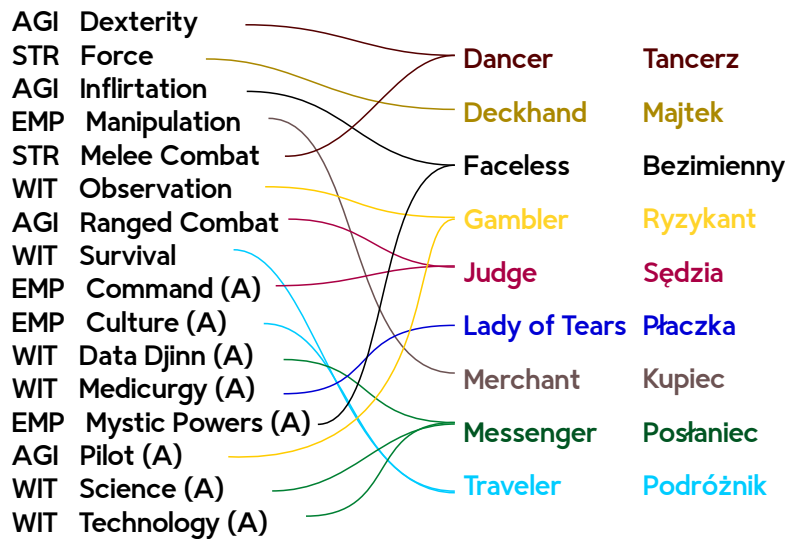 AGI Dexterity
STR Force
AGI Inflirtation
EMP Manipulation
STR Melee Combat
WIT Observation
AGI Ranged Combat
WIT Survival
EMP Command (A)
EMP Culture (A)
WIT Data Djinn (A)
WIT Medicurgy (A)
EMP Mystic Powers (A)
AGI Pilot (A)
WIT Science (A)
WIT Technology (A)
Dancer Tancerz
Deckhand Majtek
Faceless Bezimienny
Gambler Ryzykant
Judge Sędzia
Lady of Tears Płaczka
Merchant Kupiec
Messenger Posłaniec
Traveler Podróżnik